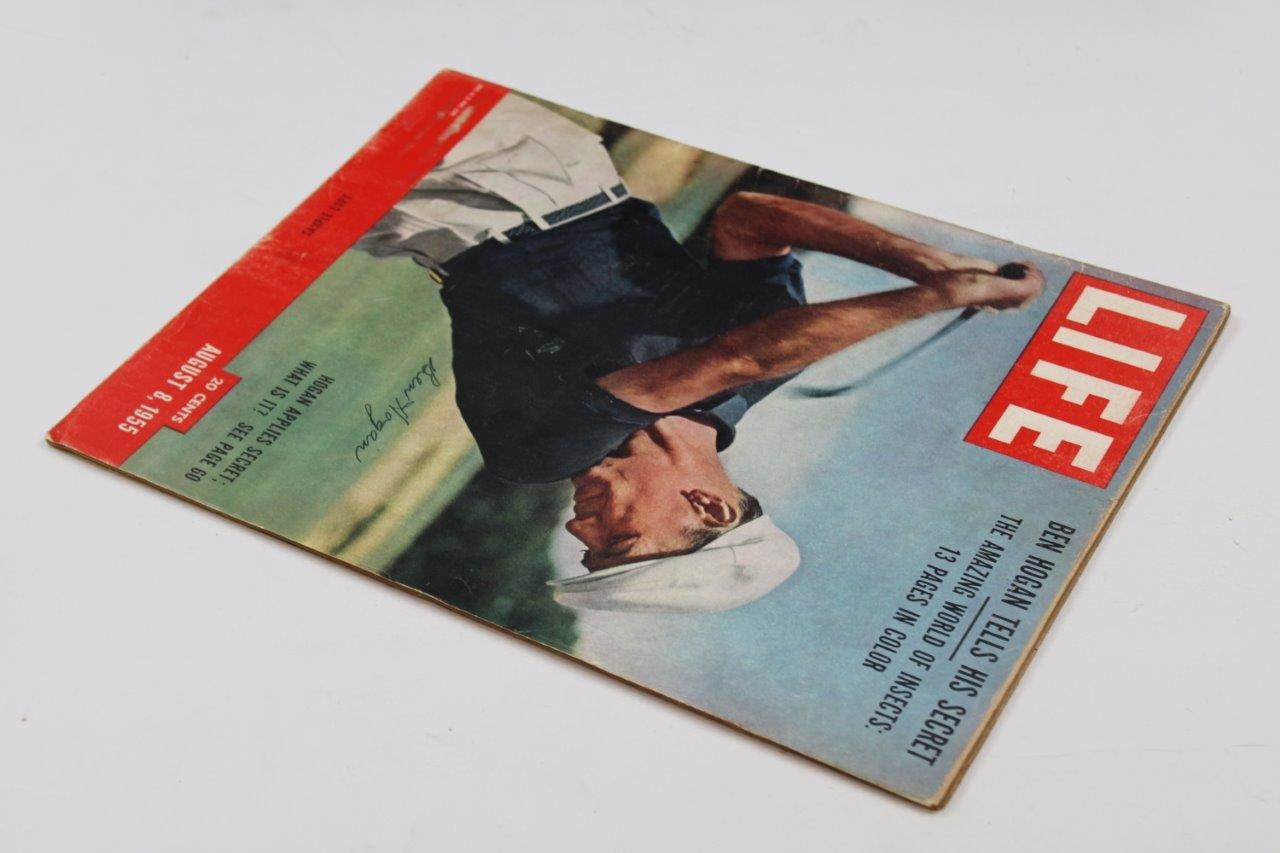 LIFE
BEN HOGAN TELLS HIS SECRET
THE AMAZING WORLD OF INSECTS:
13 PAGES IN COLOR
Ben Hogan
HOGAN APPLIES SECRET;
WHAT IS IT? SEE PAGE 60
20 CENTS
AUGUST 8, 1955